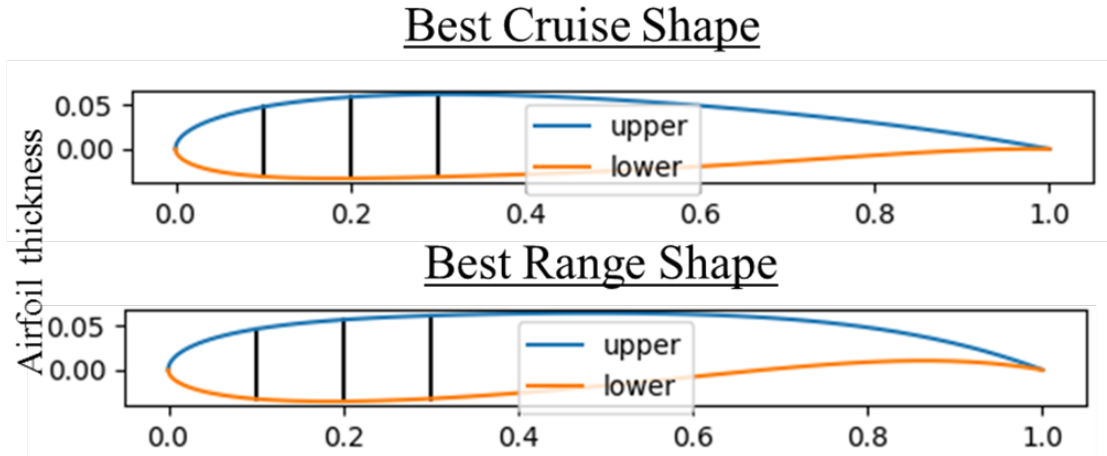 Best Cruise Shape
0.05
0.00
upper
lower
0.0 0.2 0.4 0.6 0.8 1.0
Airfoil thickness
Best Range Shape
0.05
0.00
upper
lower
0.0 0.2 0.4 0.6 0.8 1.0